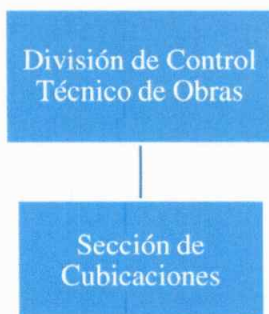 División de Control
Técnico de Obras
Sección de
Cubicaciones